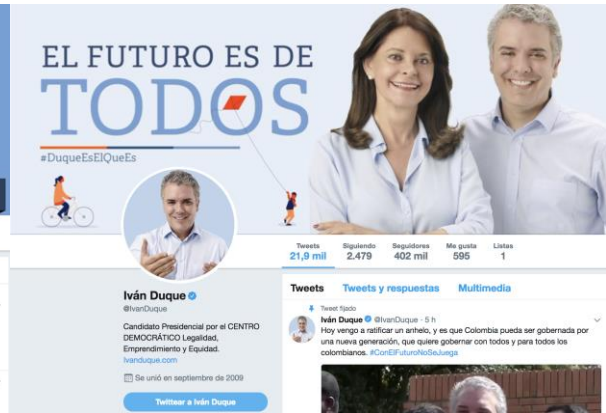 EL FUTURO ES DE
TODOS
#DuqueEsElQueEs
Tweets
21,9 mil
Siguiendo
2.479
Seguidores
402 mil
Me gusta
595
Listas
1
Iván Duque
@IvanDuque
Candidato Presidencial por el CENTRO
DEMOCRÁTICO Legalidad,
Emprendimiento y Equidad.
Ivanduque.com
Se unió en septiembre de 2009
Twittear a Iván Duque
Tweets Tweets y respuestas Multimedia
Tweet fijado
Iván Duque @IvanDuque · 5 h
Hoy vengo a ratificar un anhelo, y es que Colombia pueda ser gobernada por
una nueva generación, que quiere gobernar con todos y para todos los
colombianos. #ConElFuturoNoSeJuega